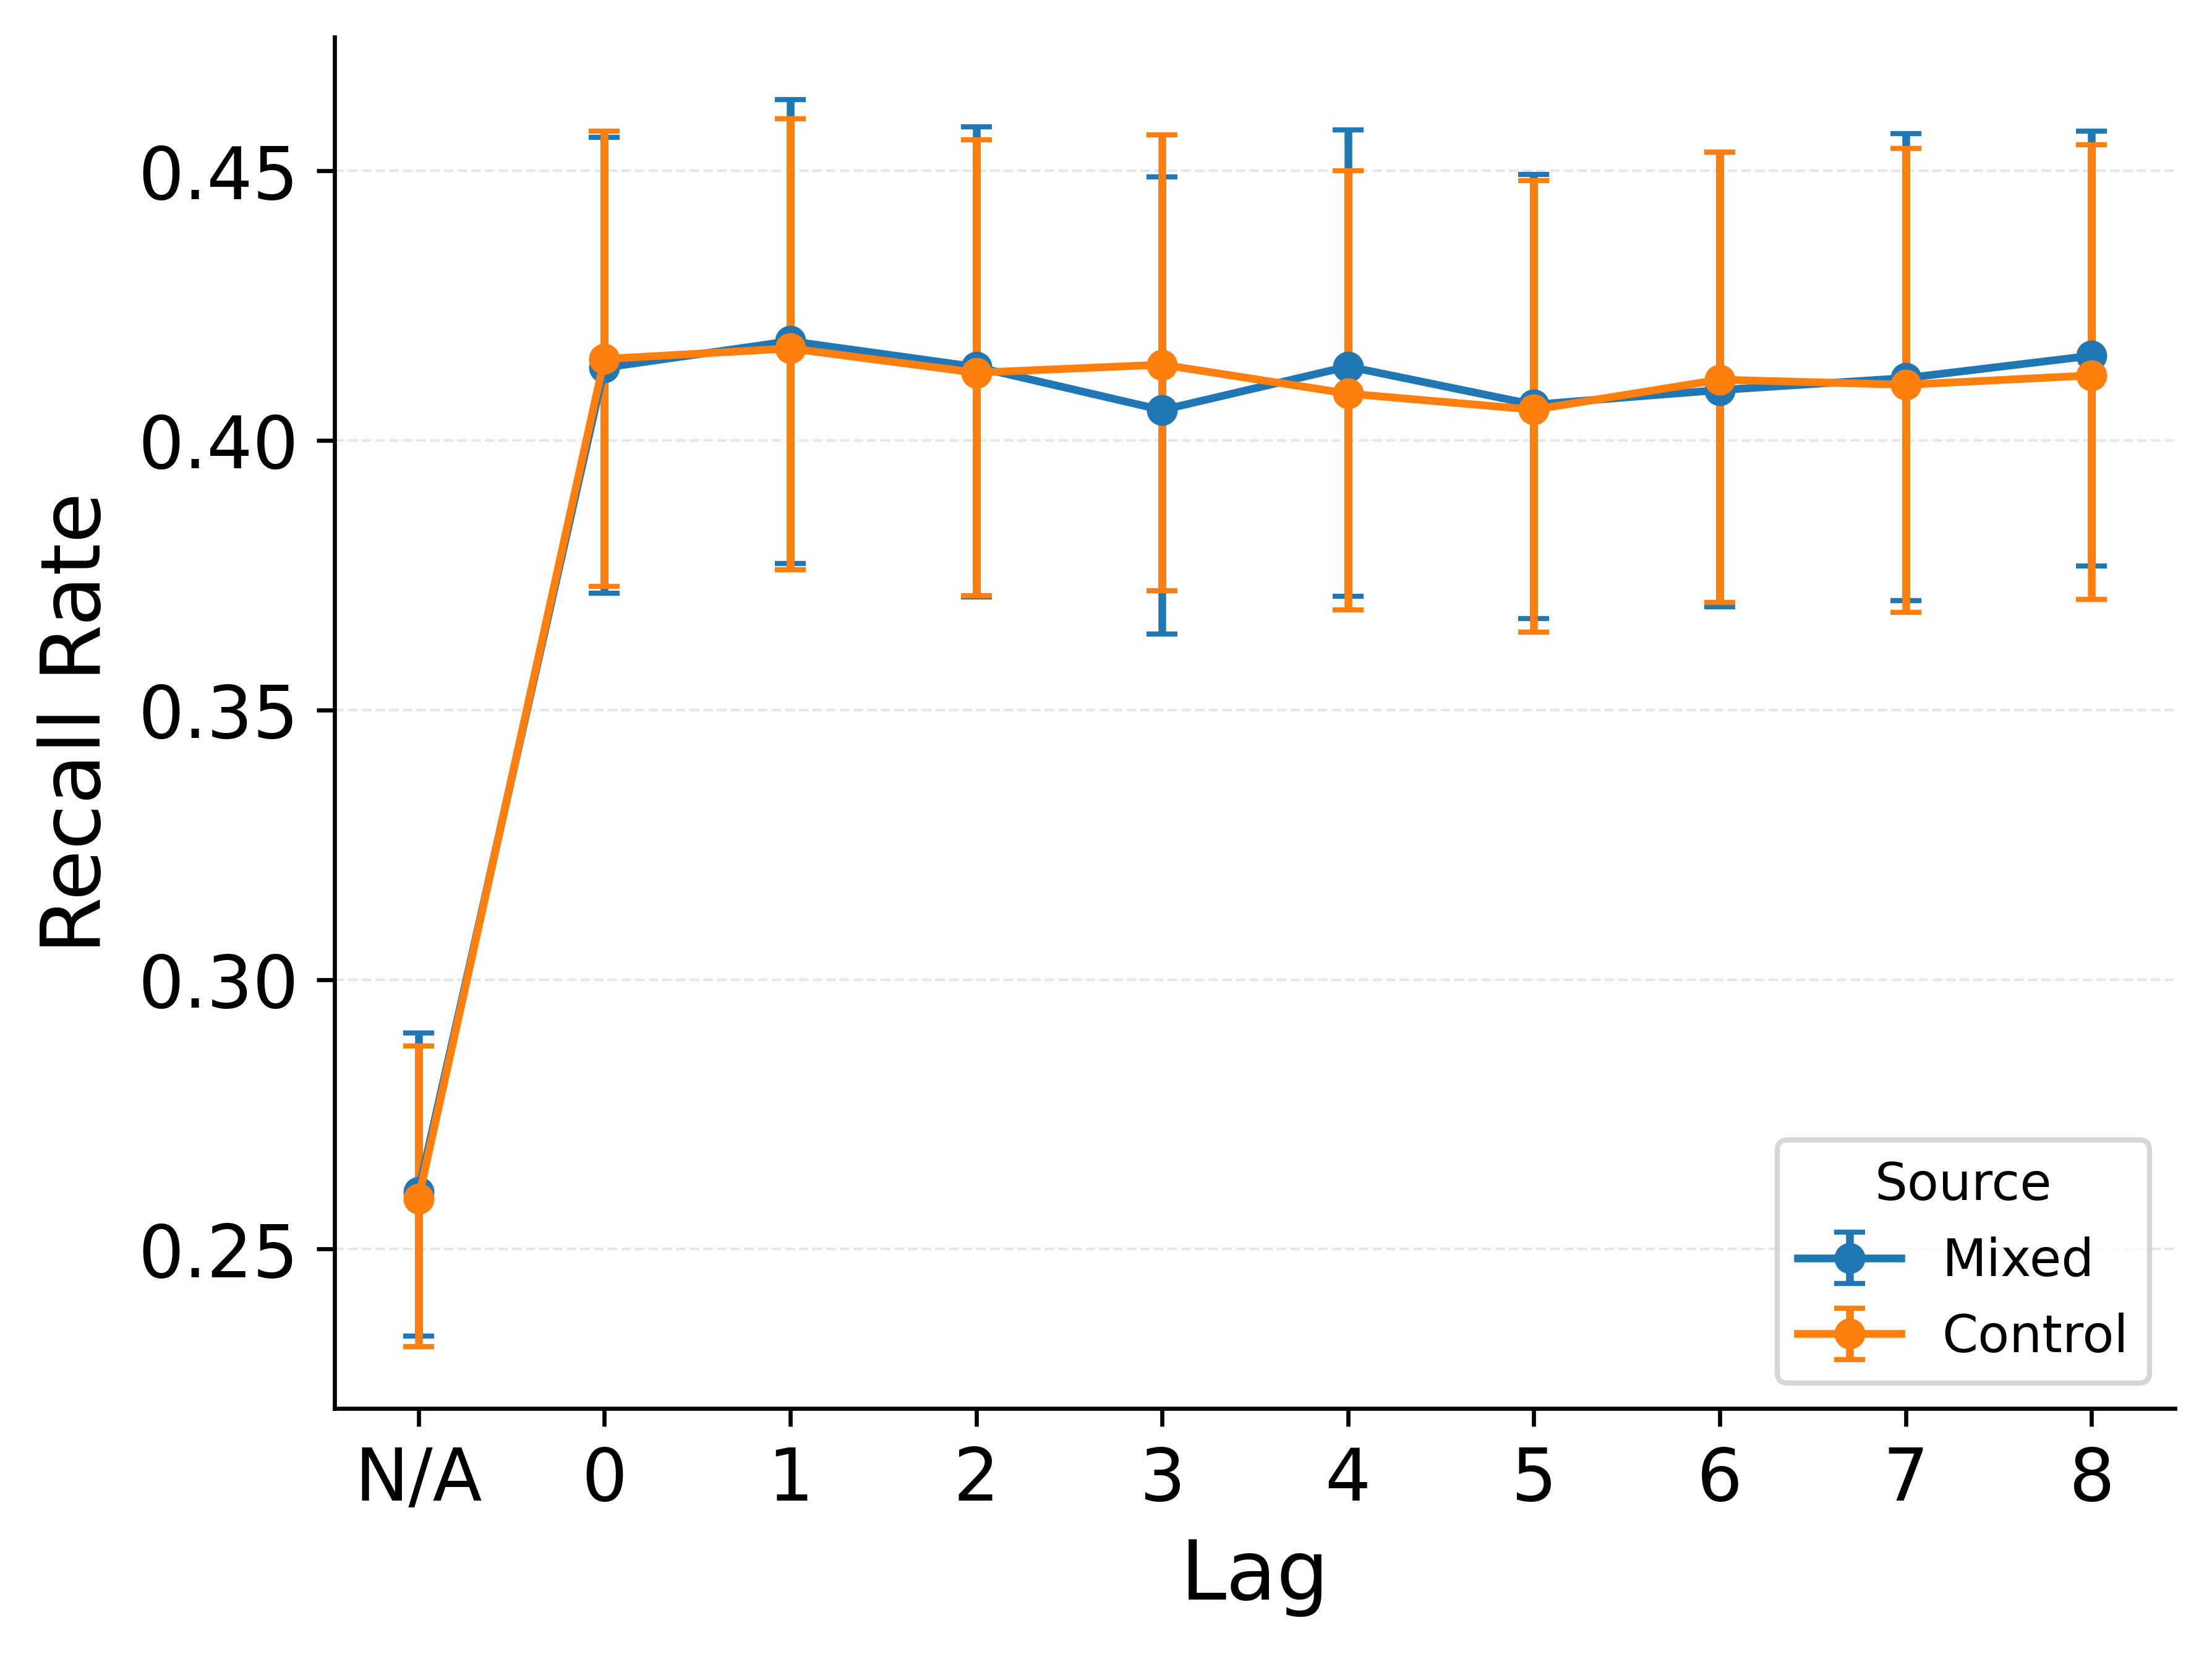 Recall Rate
0.45
0.40
0.35
0.30
0.25
N/A 0 1 2 3 4 5 6 7 8
Lag
Source
Mixed
Control